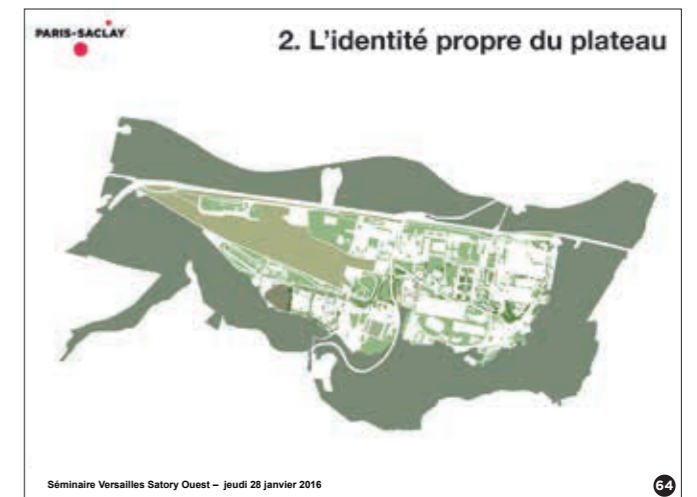 PARIS-SACLAY
2. L'identité propre du plateau
Séminaire Versailles Satory Ouest – jeudi 28 janvier 2016
64